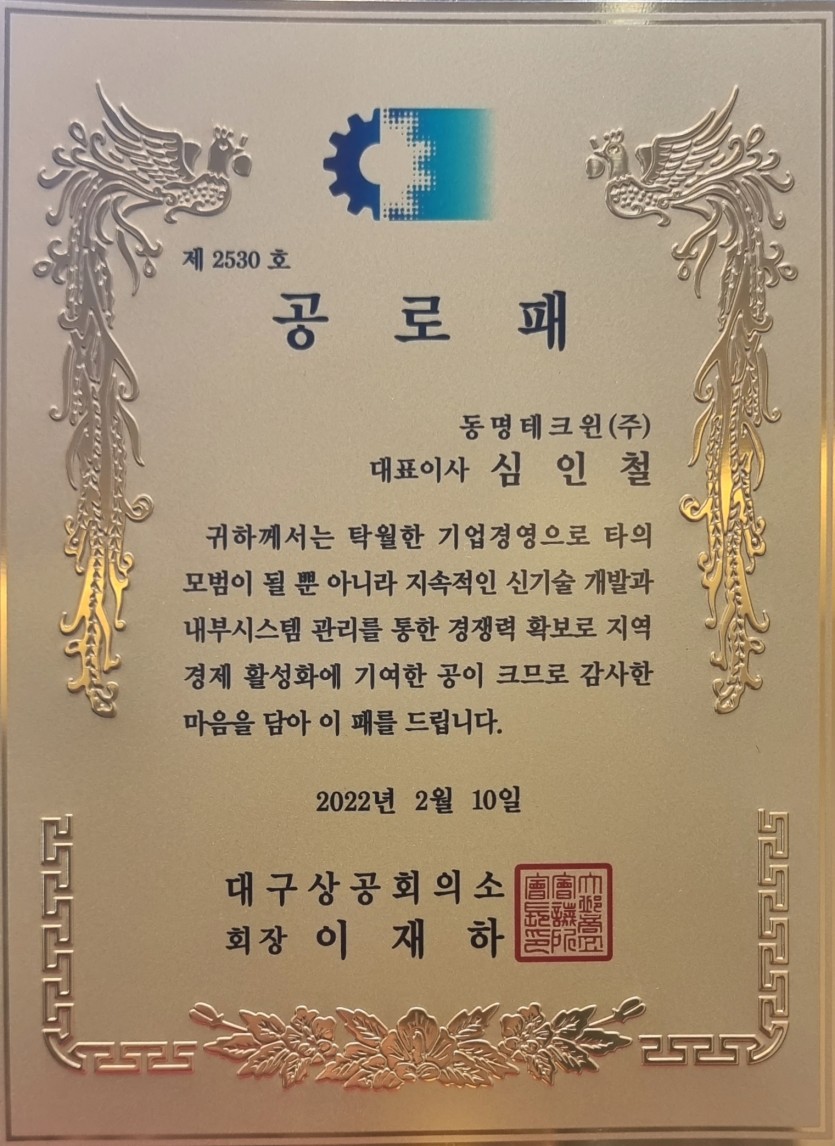 제 2530 호
공 로 패
동명테크윈(주)
대표이사 심 인 철
귀하께서는 탁월한 기업경영으로 타의
모범이 될 뿐 아니라 지속적인 신기술 개발과
내부시스템 관리를 통한 경쟁력 확보로 지역
경제 활성화에 기여한 공이 크므로 감사한
마음을 담아 이 패를 드립니다.
2022년 2월 10일
대구상공회의소
회장 이 재 하